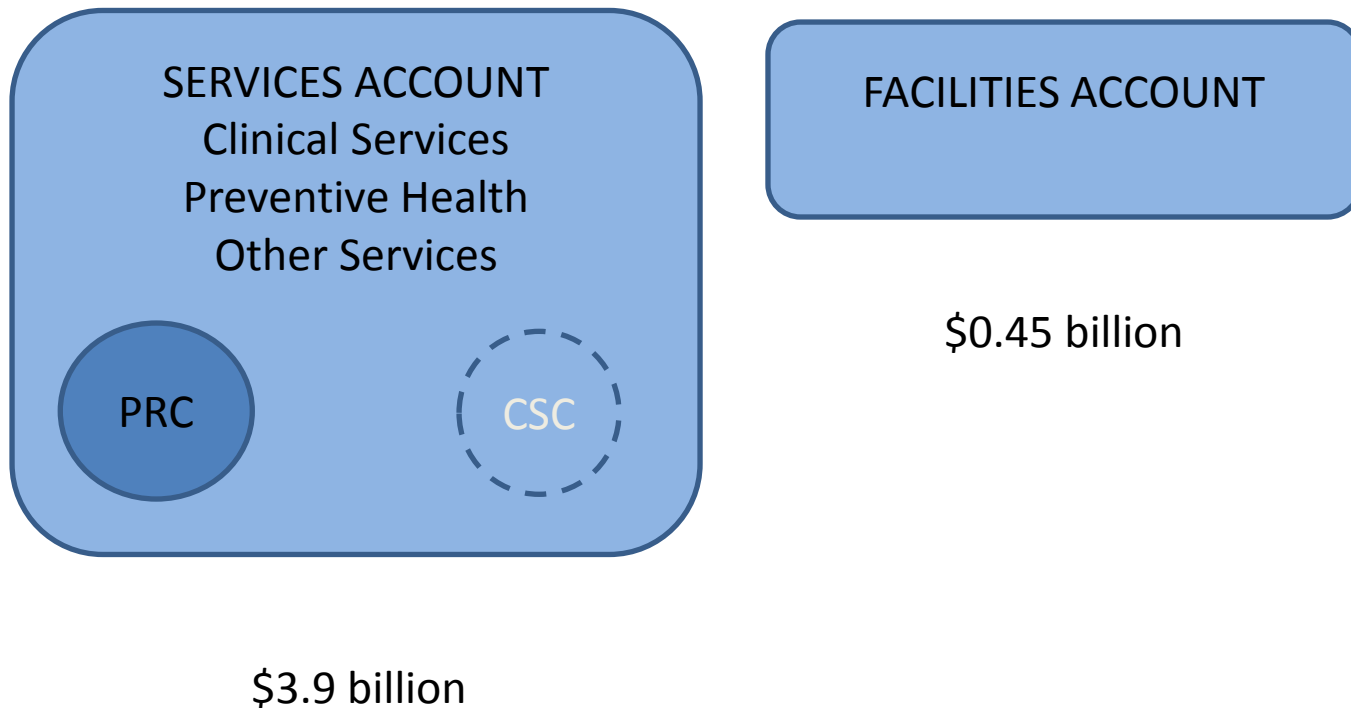 SERVICES ACCOUNT
Clinical Services
Preventive Health
Other Services
PRC
CSC
$3.9 billion
FACILITIES ACCOUNT
$0.45 billion